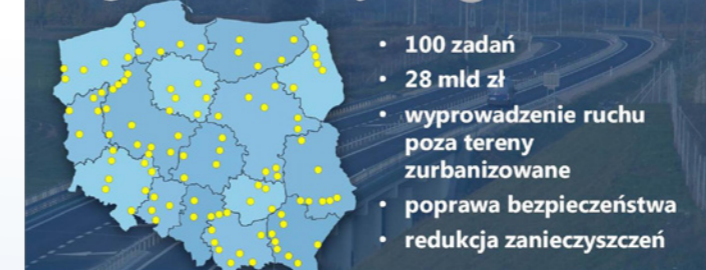 • 100 zadań
• 28 mld zł
• wyprowadzenie ruchu
poza tereny
zurbanizowane
• poprawa bezpieczeństwa
• redukcja zanieczyszczeń